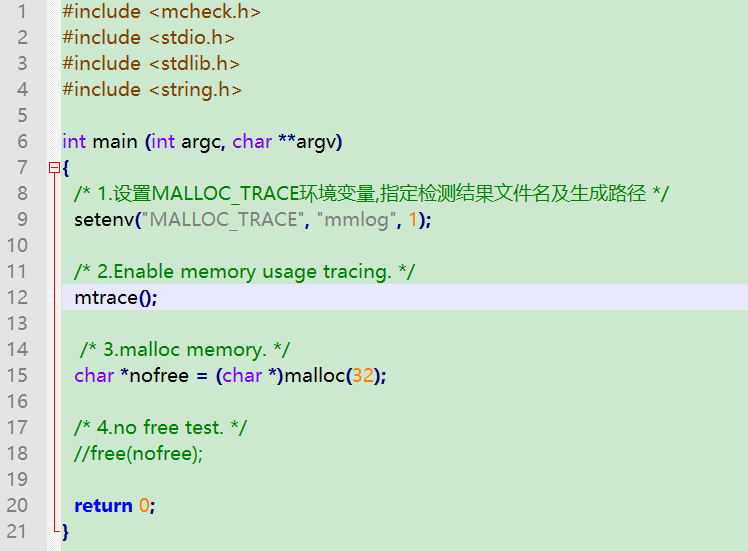 1 #include <mcheck.h>
2 #include <stdio.h>
3 #include <stdlib.h>
4 #include <string.h>
5
6 int main (int argc, char **argv)
7 {
8 /* 1.设置MALLOC_TRACE环境变量,指定检测结果文件名及生成路径 */
9 setenv("MALLOC_TRACE", "mmlog", 1);
10
11 /* 2.Enable memory usage tracing. */
12 mtrace();
13
14 /* 3.malloc memory. */
15 char *nofree = (char *)malloc(32);
16
17 /* 4.no free test. */
18 //free(nofree);
19
20 return 0;
21 }